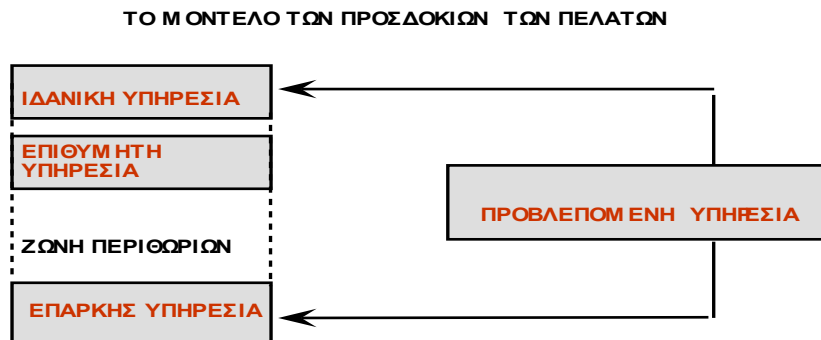 ΤΟ ΜΟΝΤΕΛΟ ΤΩΝ ΠΡΟΣΔΟΚΙΩΝ ΤΩΝ ΠΕΛΑΤΩΝ
ΙΔΑΝΙΚΗ ΥΠΗΡΕΣΙΑ
ΕΠΙΘΥΜΗΤΗ
ΥΠΗΡΕΣΙΑ
ΠΡΟΒΛΕΠΟΜΕΝΗ ΥΠΗΡΕΣΙΑ
ΖΩΝΗ ΠΕΡΙΘΩΡΙΩΝ
ΕΠΑΡΚΗΣ ΥΠΗΡΕΣΙΑ